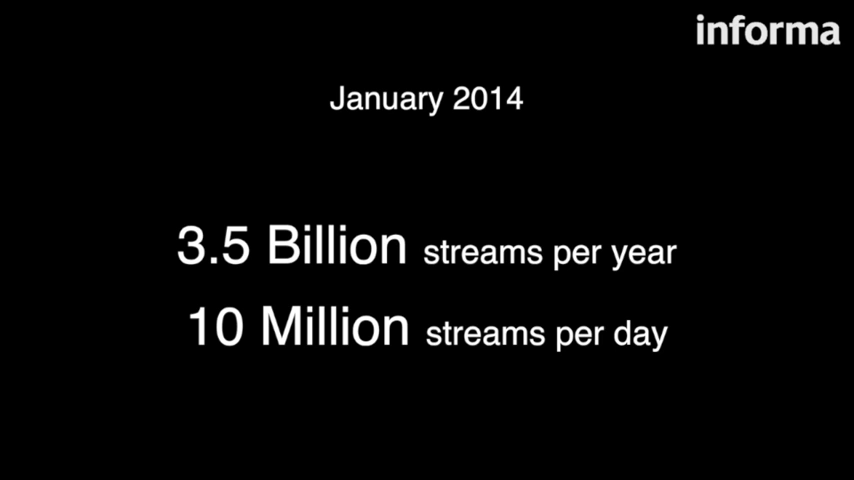 informa
January 2014
3.5 Billion streams per year
10 Million streams per day